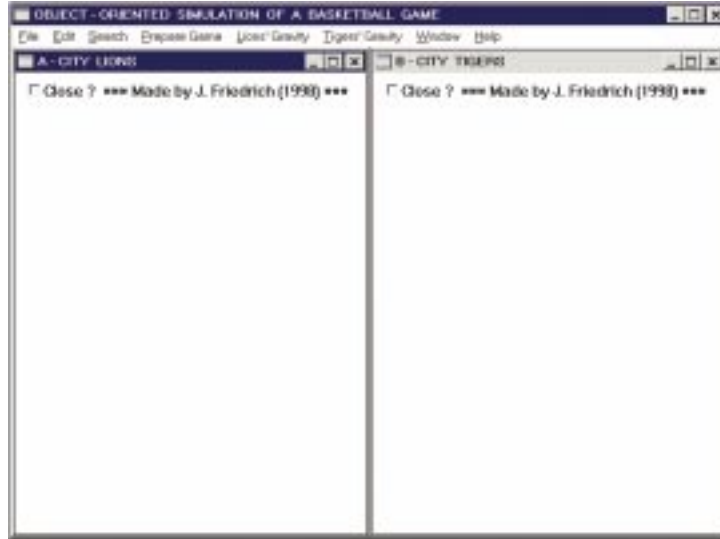 OBJECT-ORIENTED SIMULATION OF A BASKETBALL GAME
File Edit Search Prepare Game Lions' Gravity Tigers' Gravity Window Help
A-CITY LIONS
B-CITY TIGERS
Close ? *** Made by J. Friedrich (1998) ***
Close ? *** Made by J. Friedrich (1998) ***